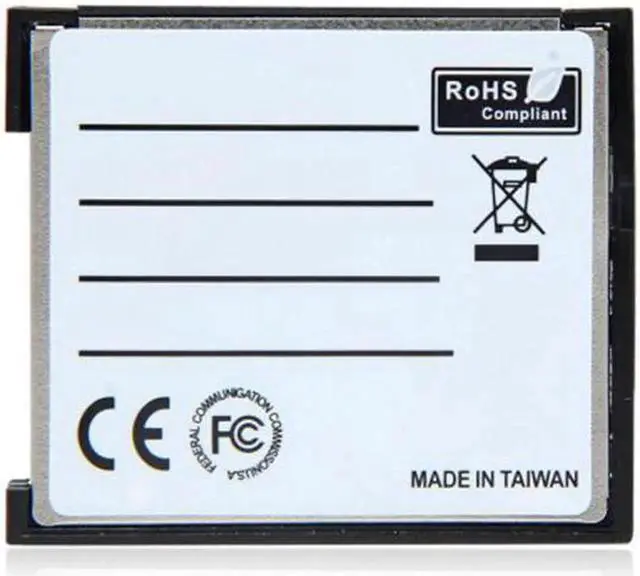 RoHS
Compliant
CE
FEDERAL COMMUNICATION COMMISSION U.S.A
FC
MADE IN TAIWAN